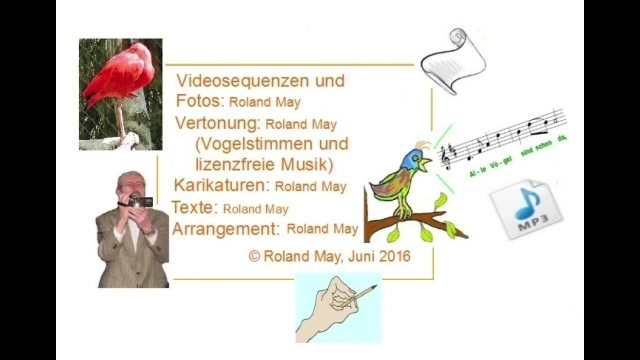 Videosequenzen und
Fotos: Roland May
Vertonung: Roland May
(Vogelstimmen und
lizenzfreie Musik)
Karikaturen: Roland May
Texte: Roland May
Arrangement: Roland May
© Roland May, Juni 2016
Al - le Vö - gel sind schon da,
MP3